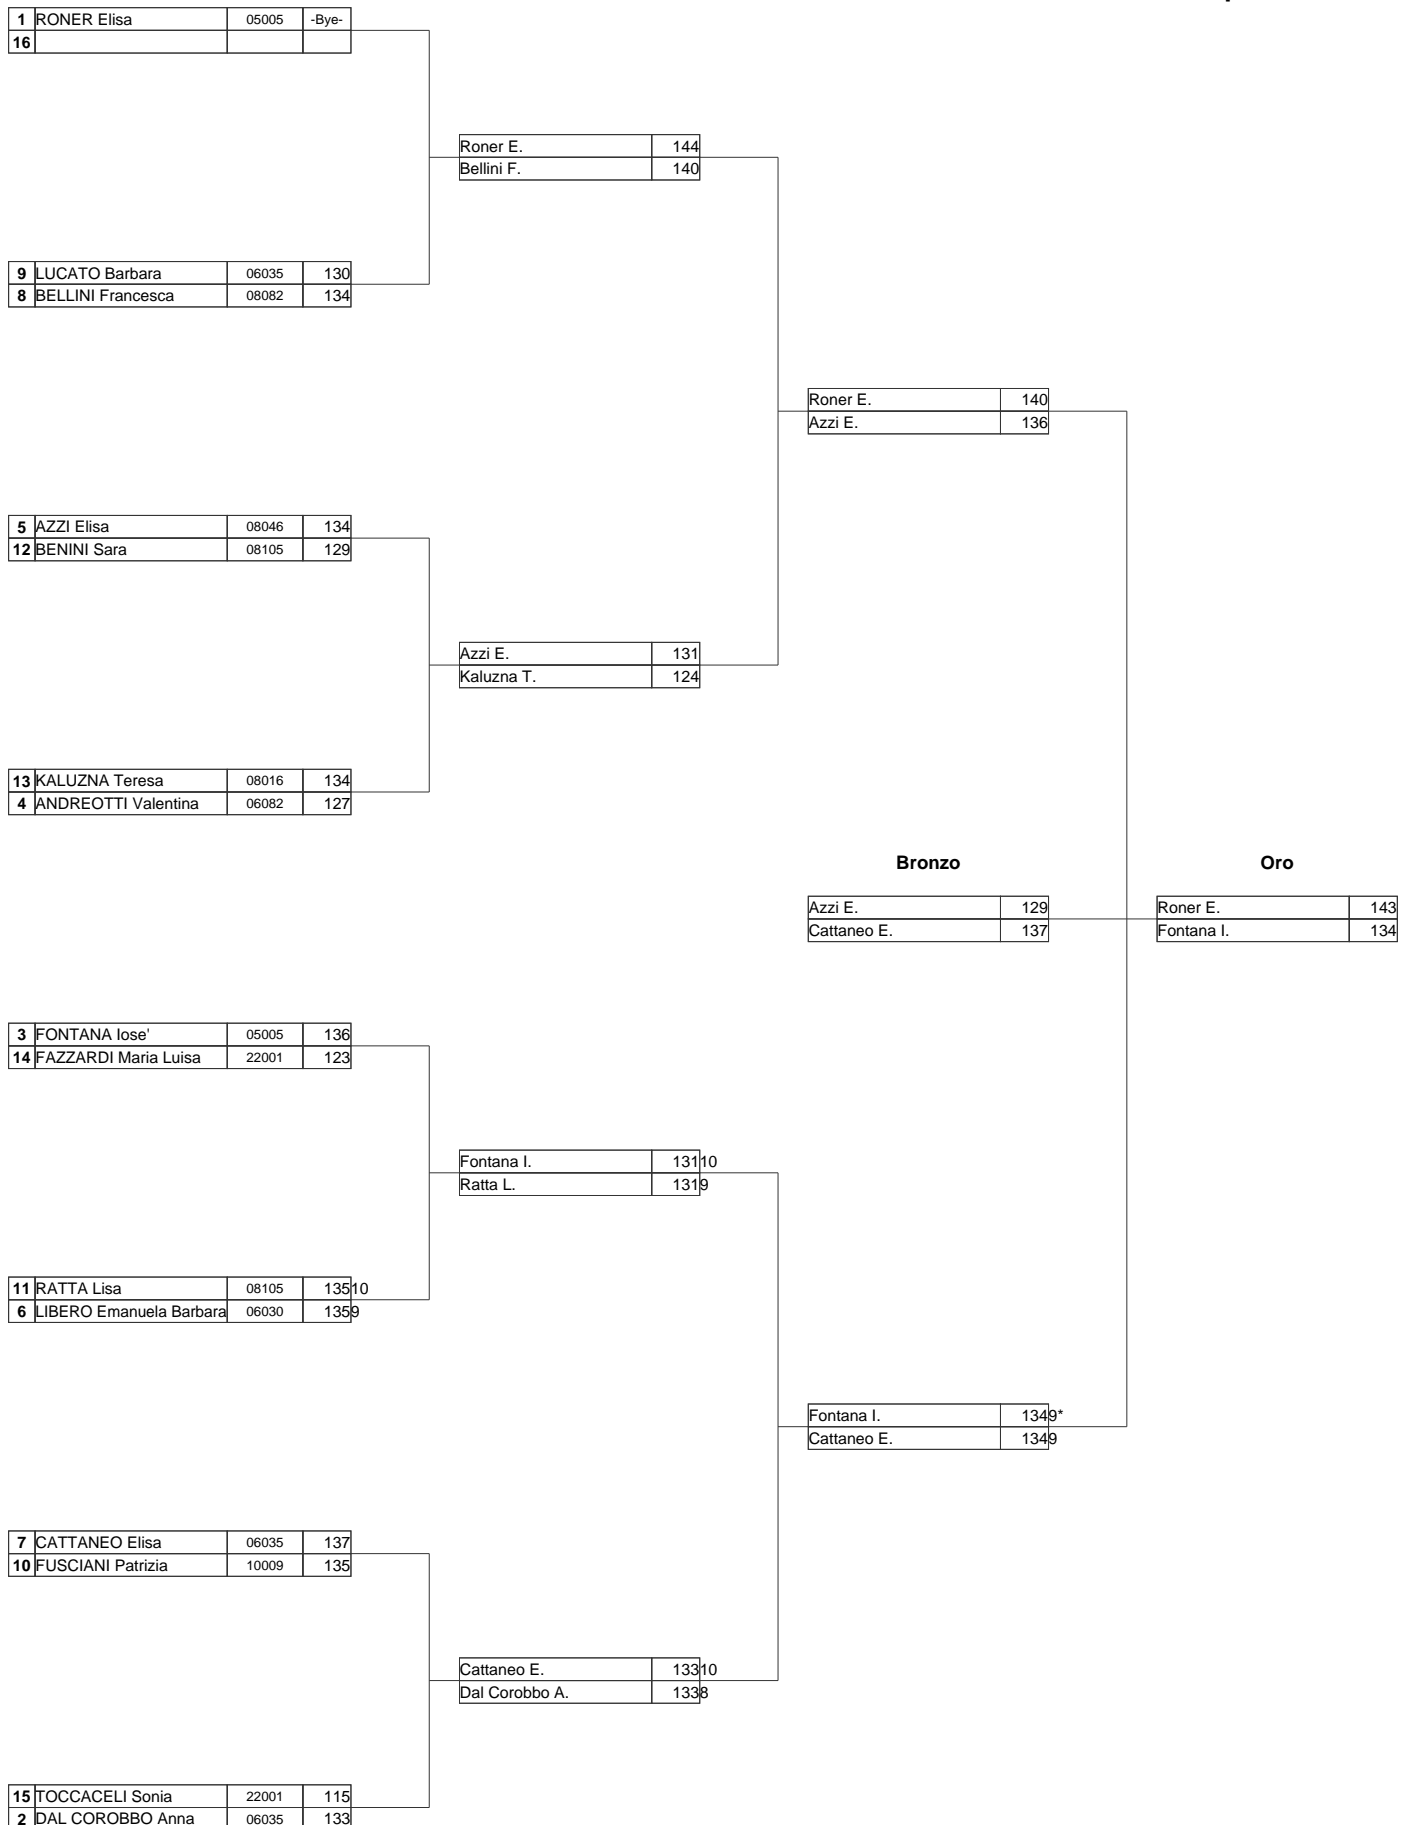 1 RONER Elisa 05005 -Bye-
16
Roner E. 144
Bellini F. 140
9 LUCATO Barbara 06035 130
8 BELLINI Francesca 08082 134
Roner E. 140
Azzi E. 136
5 AZZI Elisa 08046 134
12 BENINI Sara 08105 129
Azzi E. 131
Kaluzna T. 124
13 KALUZNA Teresa 08016 134
4 ANDREOTTI Valentina 06082 127
Bronzo Oro
Azzi E. 129 Roner E. 143
Cattaneo E. 137 Fontana I. 134
3 FONTANA Iose' 05005 136
14 FAZZARDI Maria Luisa 22001 123
Fontana I. 131 10
Ratta L. 131 9
11 RATTA Lisa 08105 135 10
6 LIBERO Emanuela Barbara 06030 135 9
Fontana I. 134 9*
Cattaneo E. 134 9
7 CATTANEO Elisa 06035 137
10 FUSCIANI Patrizia 10009 135
Cattaneo E. 133 10
Dal Corobbo A. 133 8
15 TOCCACELI Sonia 22001 115
2 DAL COROBBO Anna 06035 133